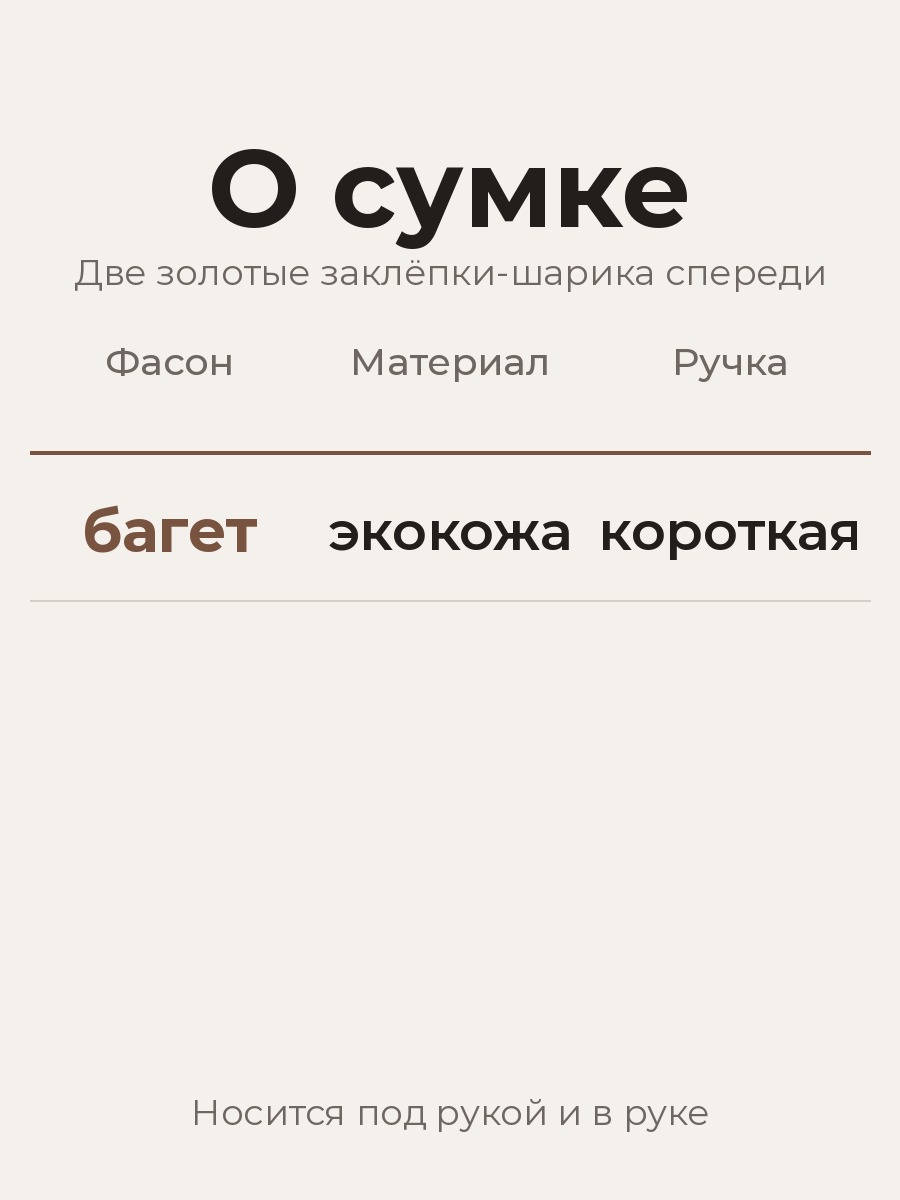 О сумке
Две золотые заклёпки-шарика спереди
Фасон Материал Ручка
багет экокожа короткая
Носится под рукой и в руке